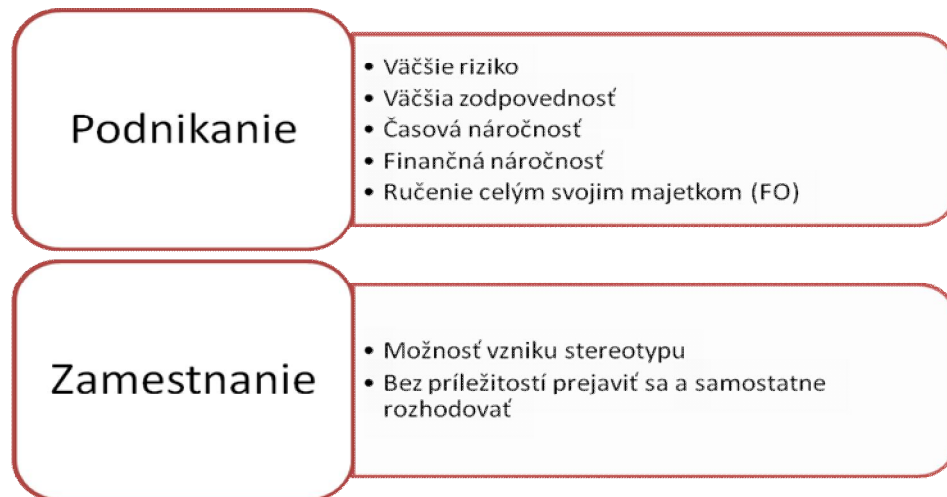 Podnikanie
• Väčšie riziko
• Väčšia zodpovednosť
• Časová náročnosť
• Finančná náročnosť
• Ručenie celým svojim majetkom (FO)
Zamestnanie
• Možnosť vzniku stereotypu
• Bez príležitostí prejaviť sa a samostatne
rozhodovať